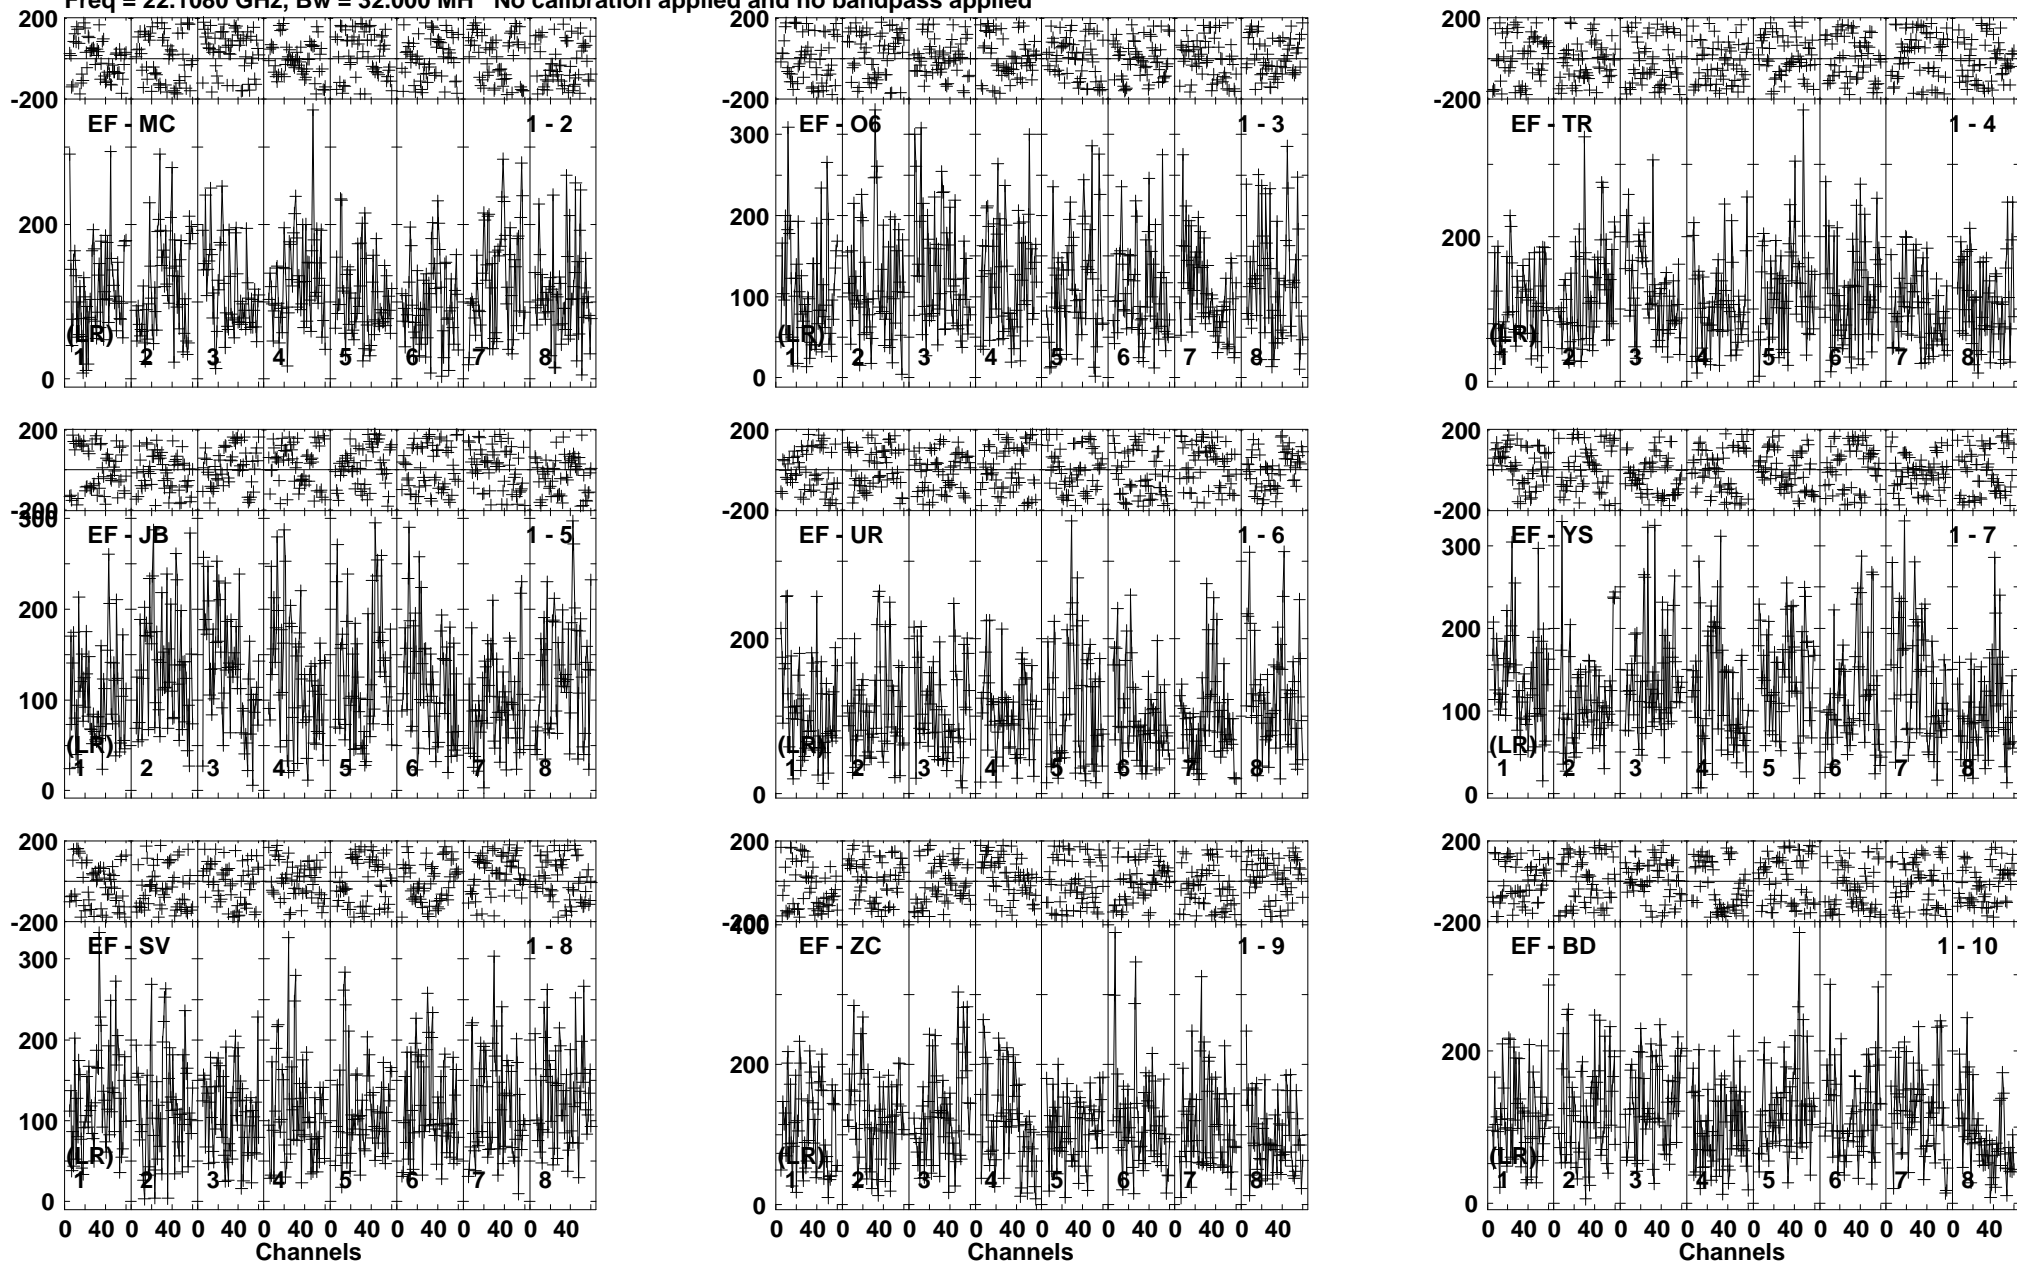 Freq = 22.1080 GHz, Bw = 32.000 MH No calibration applied and no bandpass applied
200 200 200
-200 -200 -200
EF - MC 1 - 2 EF - O6 1 - 3 EF - TR 1 - 4
300
200 200 200
100
(LR) (LR) (LR)
1 2 3 4 5 6 7 8 1 2 3 4 5 6 7 8 1 2 3 4 5 6 7 8
0 0 0
200 200 200
-200 -200 -200
300
EF - JB 1 - 5 EF - UR 1 - 6 EF - YS 1 - 7
300
200 200 200
100 100
(LR) (LR) (LR)
1 2 3 4 5 6 7 8 1 2 3 4 5 6 7 8 1 2 3 4 5 6 7 8
0 0 0
200 200 200
-200 -200 -200
400
EF - SV 1 - 8 EF - ZC 1 - 9 EF - BD 1 - 10
300
200 200 200
100
(LR) (LR) (LR)
1 2 3 4 5 6 7 8 1 2 3 4 5 6 7 8 1 2 3 4 5 6 7 8
0 0 0
0 40 0 40 0 40 0 40 0 40 0 40 0 40 0 40 0 40 0 40 0 40 0 40 0 40 0 40 0 40 0 40 0 40 0 40 0 40 0 40 0 40 0 40 0 40 0 40
Channels Channels Channels